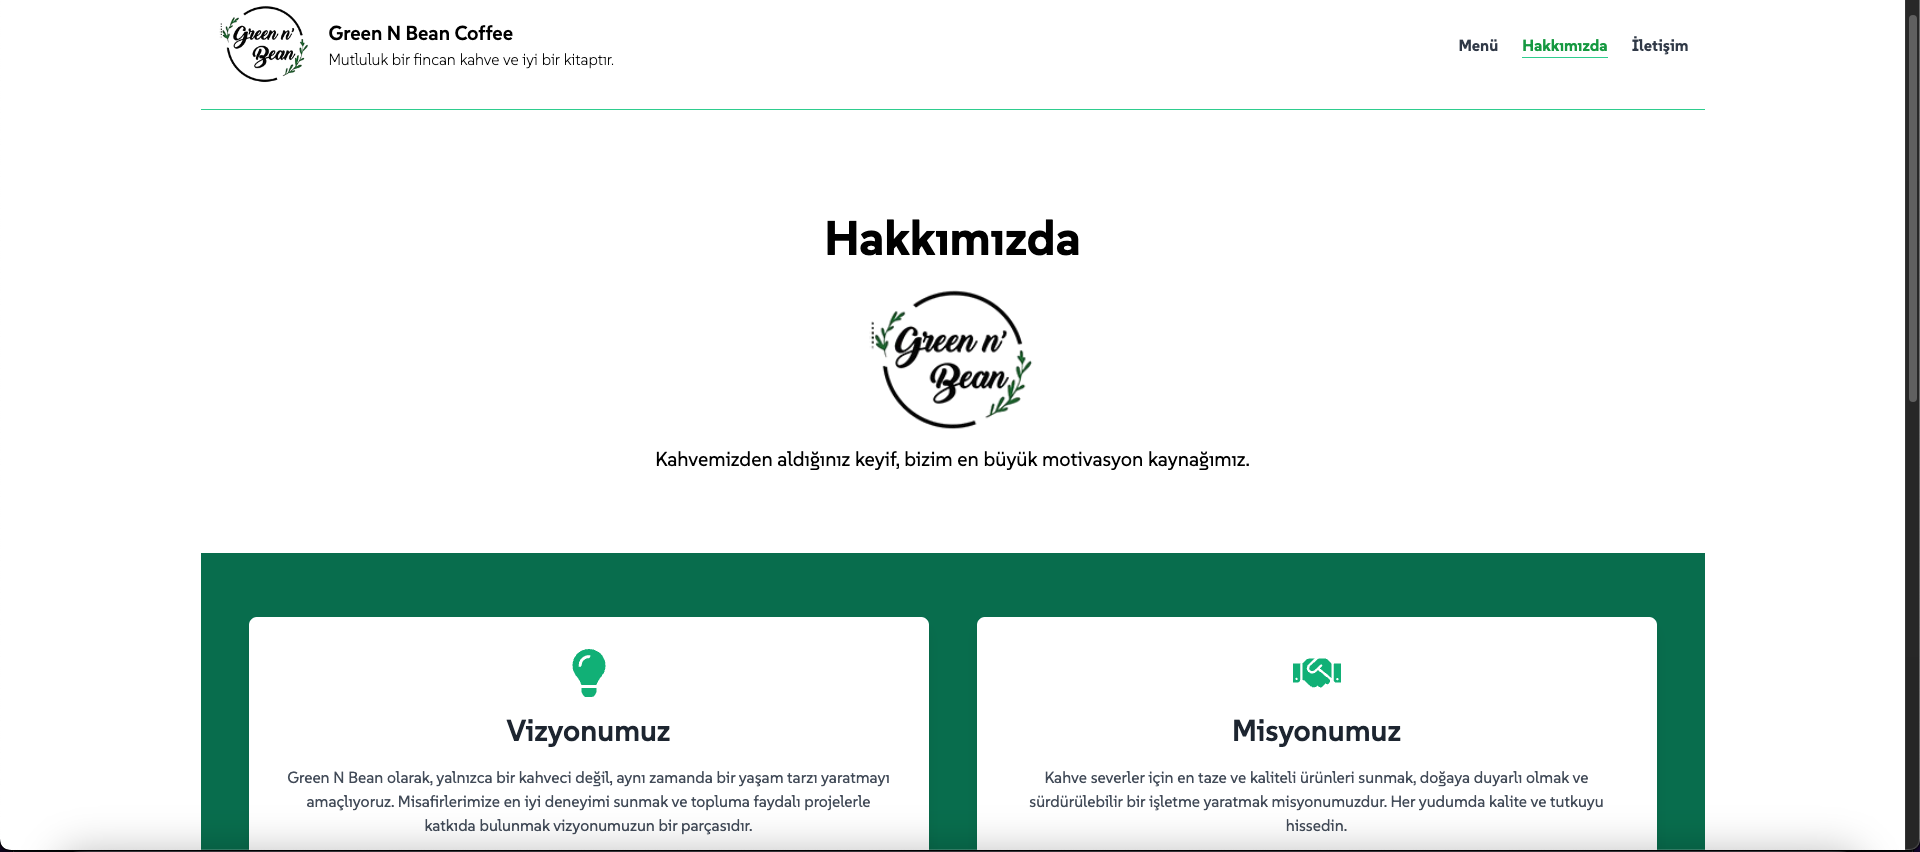 Green n'
Bean
Green N Bean Coffee
Mutluluk bir fincan kahve ve iyi bir kitaptır.
Menü
Hakkımızda
İletişim
Hakkımızda
Green n'
Bean
Kahvemizden aldığınız keyif, bizim en büyük motivasyon kaynağımız.
Vizyonumuz
Green N Bean olarak, yalnızca bir kahveci değil, aynı zamanda bir yaşam tarzı yaratmayı
amaçlıyoruz. Misafirlerimize en iyi deneyimi sunmak ve topluma faydalı projelerle
katkıda bulunmak vizyonumuzun bir parçasıdır.
Misyonumuz
Kahve severler için en taze ve kaliteli ürünleri sunmak, doğaya duyarlı olmak ve
sürdürülebilir bir işletme yaratmak misyonumuzdur. Her yudumda kalite ve tutkuyu
hissedin.